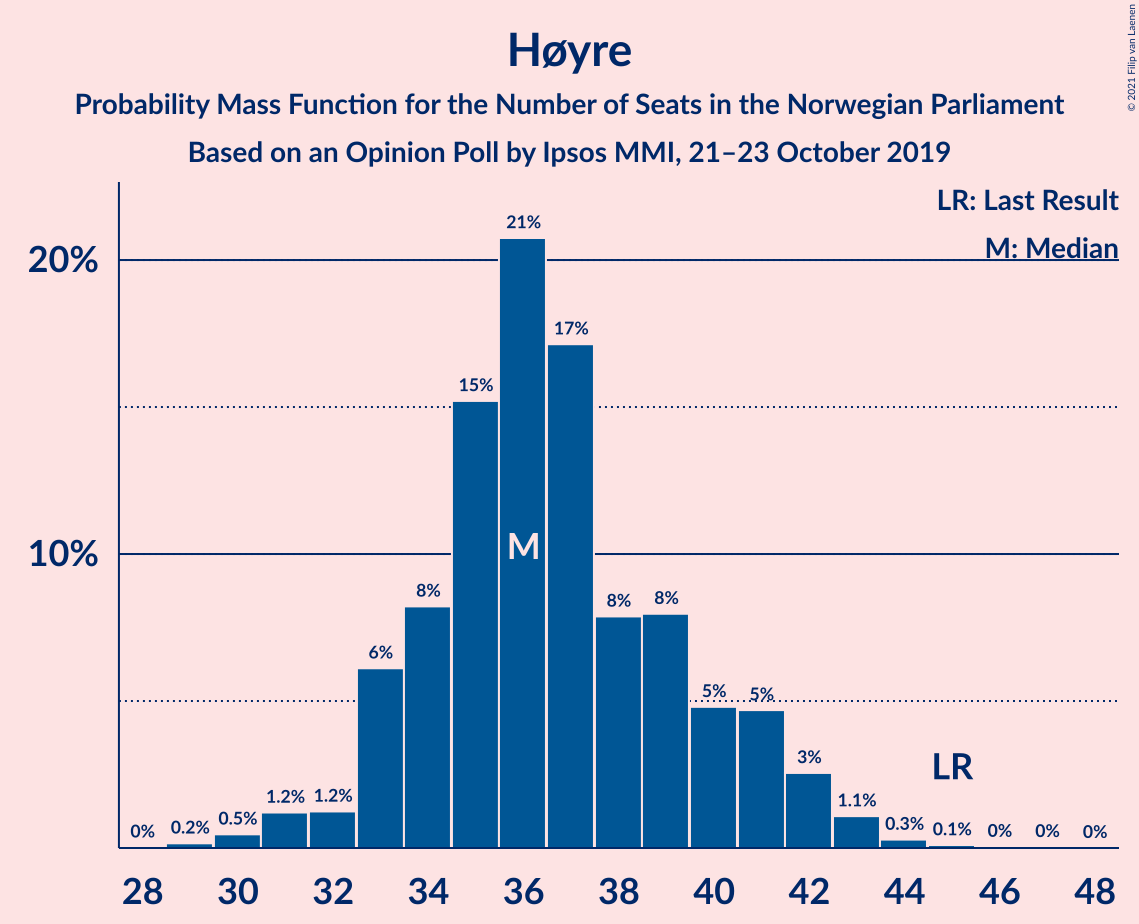 © 2021 Filip van Laenen
Høyre
Probability Mass Function for the Number of Seats in the Norwegian Parliament
Based on an Opinion Poll by Ipsos MMI, 21–23 October 2019
LR: Last Result
M: Median
20%
10%
0%
0.2%
0.5%
1.2%
1.2%
6%
8%
15%
21%
17%
8%
8%
5%
5%
3%
1.1%
0.3%
0.1%
0%
0%
0%
M
LR
28 30 32 34 36 38 40 42 44 46 48